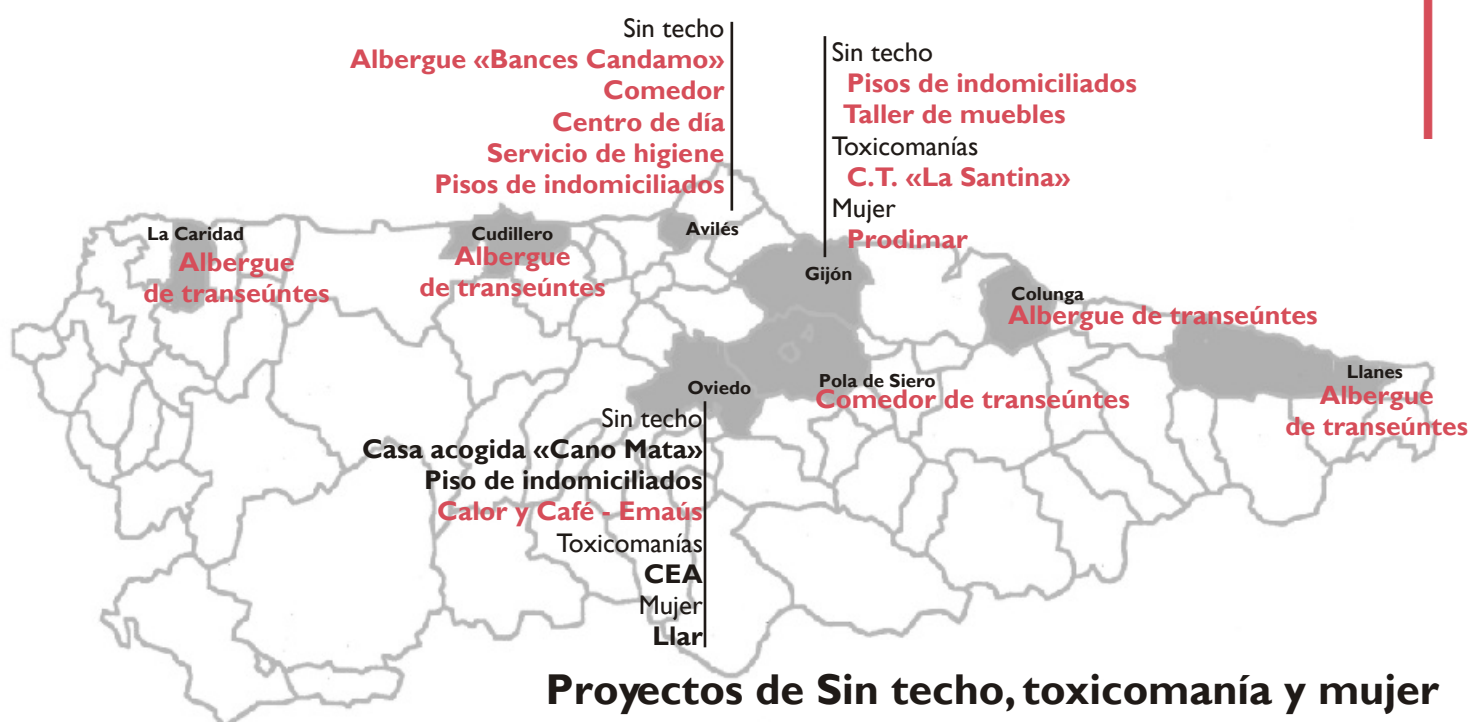 Sin techo
Albergue «Bances Candamo»
Comedor
Centro de día
Servicio de higiene
Pisos de indomiciliados
Avilés
Sin techo
Pisos de indomiciliados
Taller de muebles
Toxicomanías
C.T. «La Santina»
Mujer
Prodimar
Gijón
La Caridad
Albergue
de transeúntes
Cudillero
Albergue
de transeúntes
Colunga
Albergue de transeúntes
Llanes
Albergue
de transeúntes
Pola de Siero
Comedor de transeúntes
Oviedo
Sin techo
Casa acogida «Cano Mata»
Piso de indomiciliados
Calor y Café - Emaús
Toxicomanías
CEA
Mujer
Llar
Proyectos de Sin techo, toxicomanía y mujer